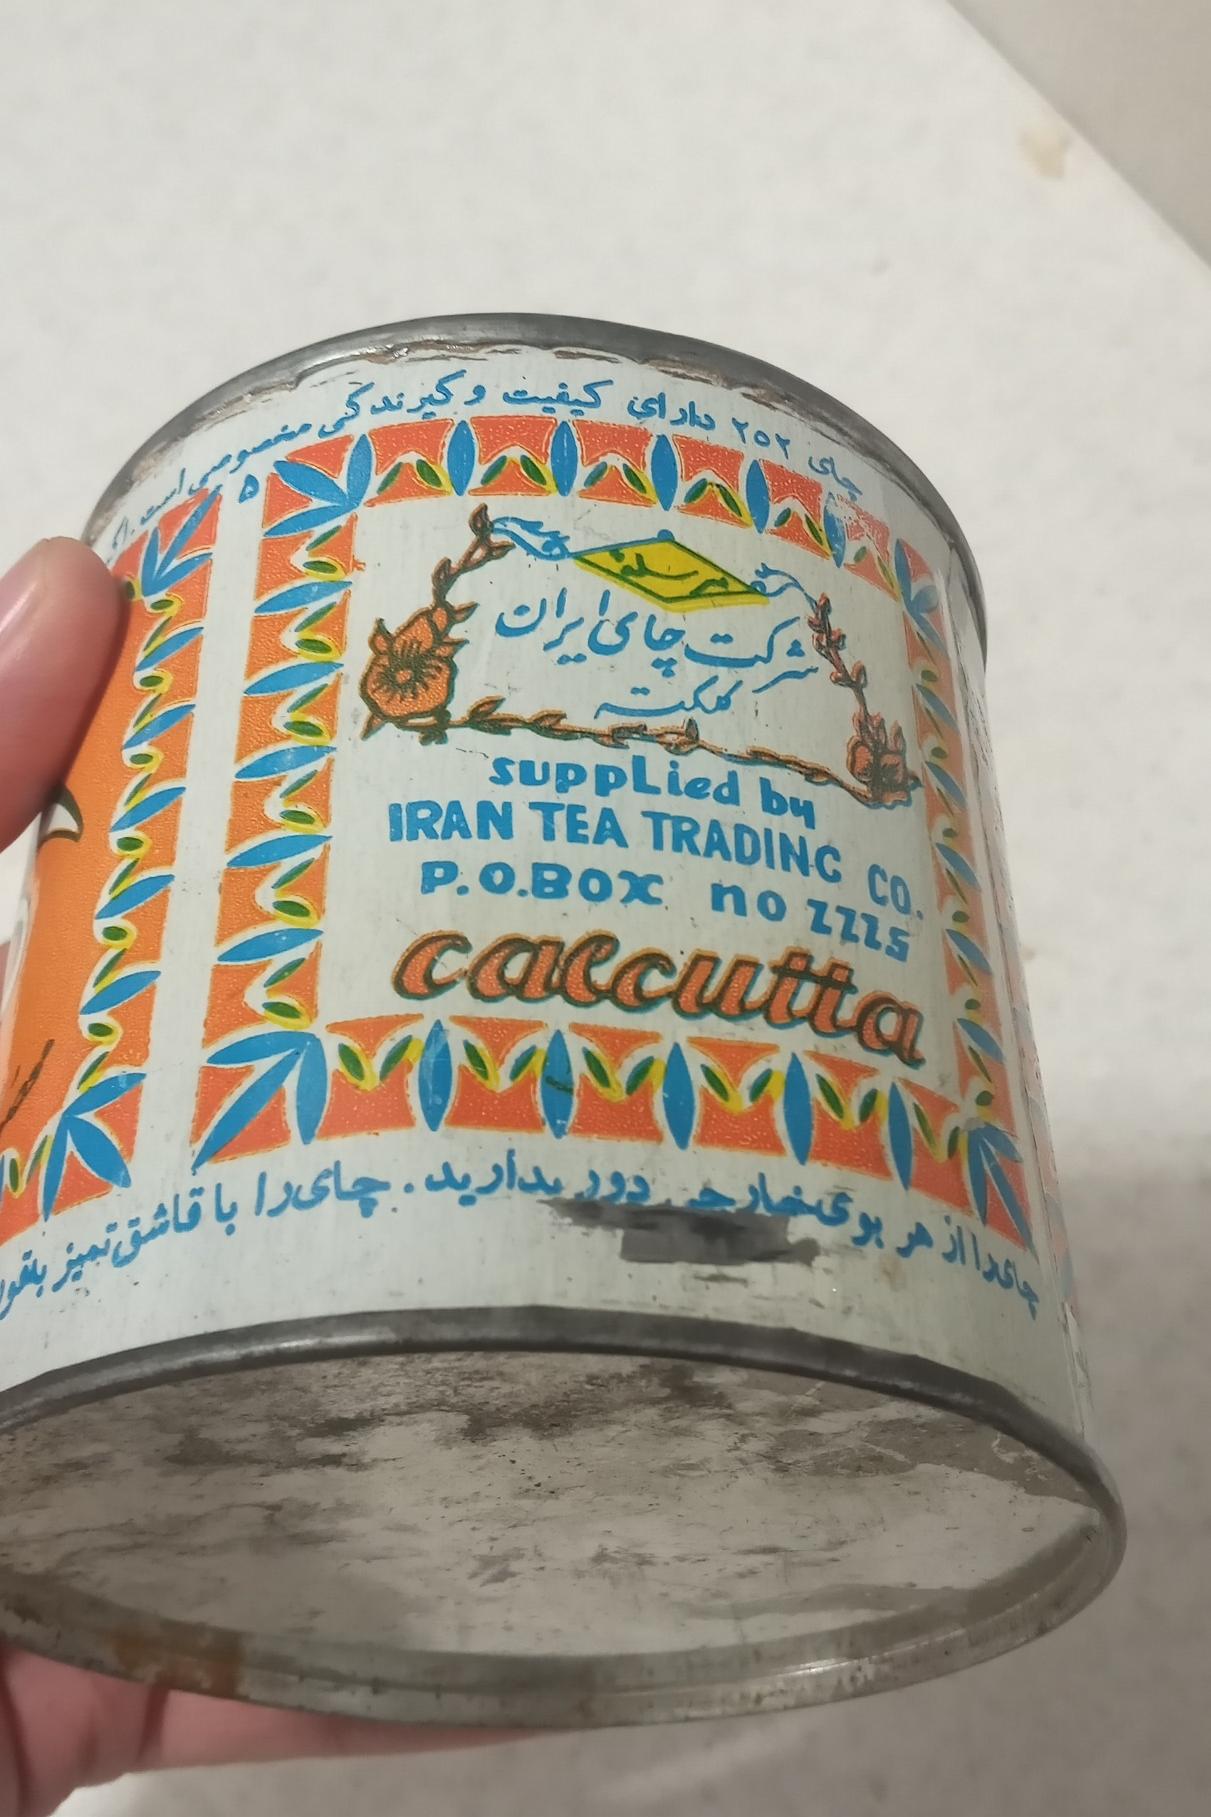 چای ۲۵۲ دارای کیفیت و گیرندگی مخصوصی است.
شرکت چای ایران
کلکته
supplied by
IRAN TEA TRADING CO.
P.O.BOX no 2225
calcutta
چای را از هر بوی خارجی دور بدارید. چای را با قاشق تمیز